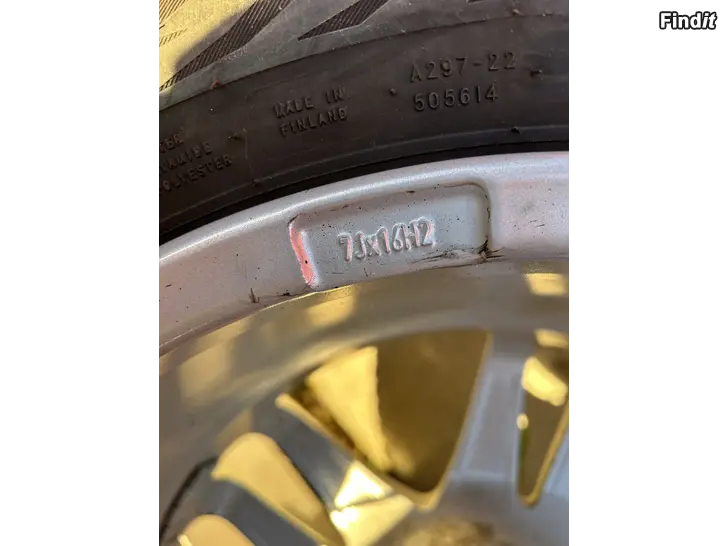 Findit
A297-22
505614
MADE IN
FINLAND
7Jx16H2